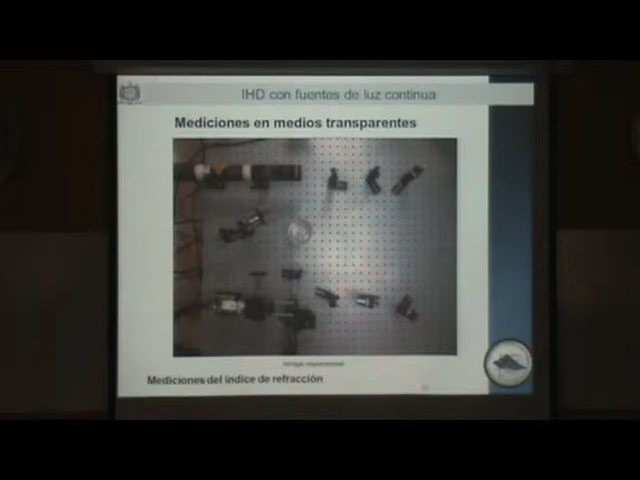 IHD con fuentes de luz continua
Mediciones en medios transparentes
Mediciones del índice de refracción